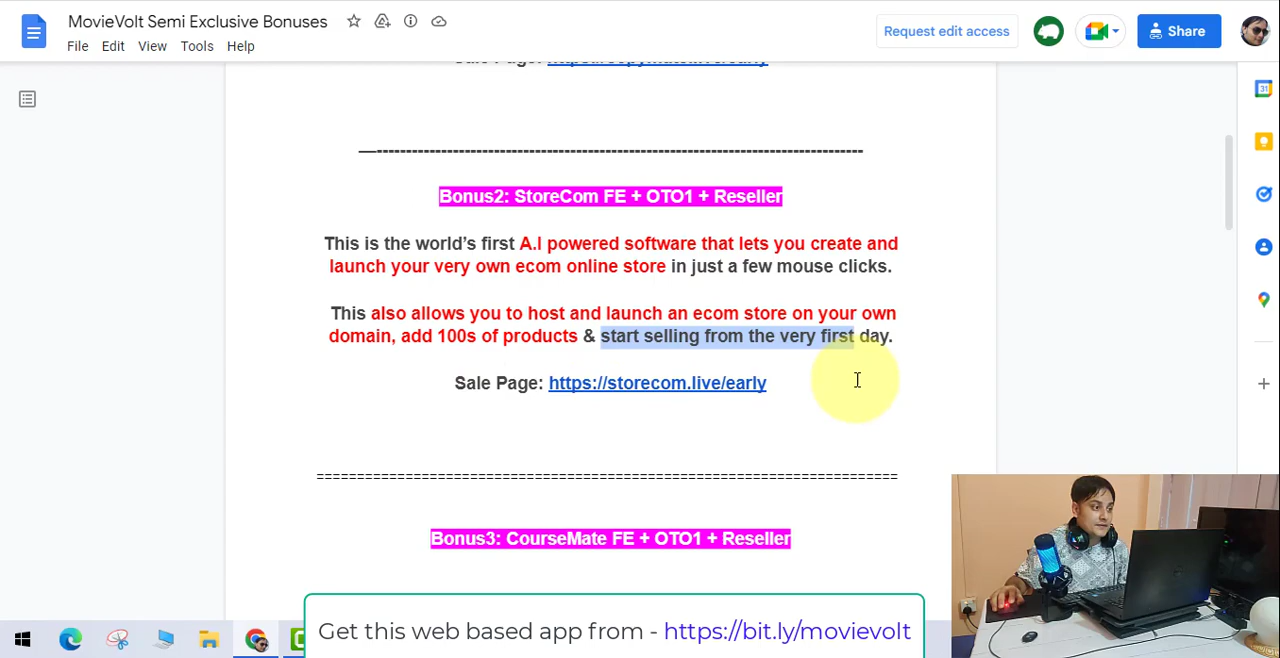 MovieVolt Semi Exclusive Bonuses
File Edit View Tools Help
Request edit access
Share
Sale Page:
—------------------------------------------------------------------------------------
Bonus2: StoreCom FE + OTO1 + Reseller
This is the world’s first A.I powered software that lets you create and
launch your very own ecom online store in just a few mouse clicks.
This also allows you to host and launch an ecom store on your own
domain, add 100s of products & start selling from the very first day.
Sale Page: https://storecom.live/early
=========================================================================
Bonus3: CourseMate FE + OTO1 + Reseller
Get this web based app from - https://bit.ly/movievolt
31